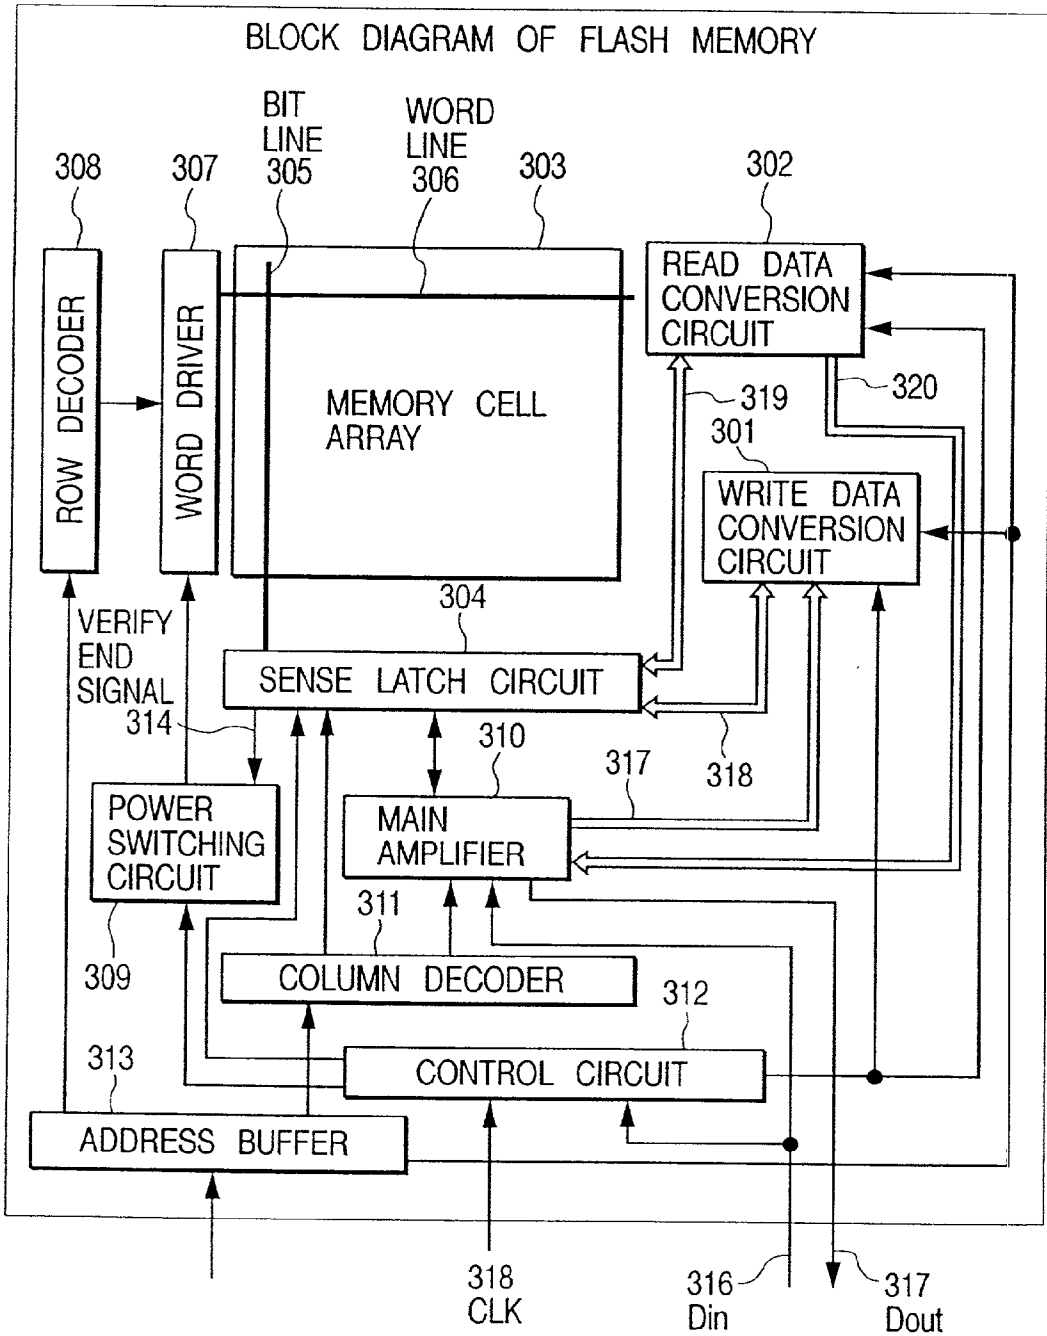 BLOCK DIAGRAM OF FLASH MEMORY
BIT
LINE
305
WORD
LINE
306
308
307
303
302
ROW DECODER
WORD DRIVER
MEMORY CELL
ARRAY
READ DATA
CONVERSION
CIRCUIT
319
320
301
WRITE DATA
CONVERSION
CIRCUIT
304
VERIFY
END
SIGNAL
314
SENSE LATCH CIRCUIT
318
310
317
POWER
SWITCHING
CIRCUIT
MAIN
AMPLIFIER
309
311
COLUMN DECODER
312
CONTROL CIRCUIT
313
ADDRESS BUFFER
318
CLK
316
Din
317
Dout